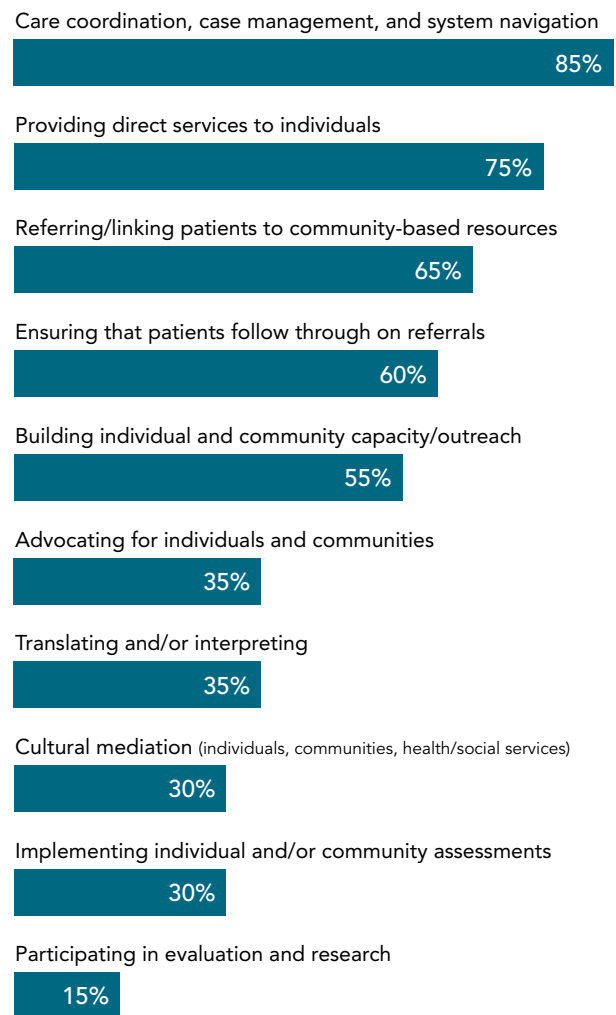 Care coordination, case management, and system navigation
85%
Providing direct services to individuals
75%
Referring/linking patients to community-based resources
65%
Ensuring that patients follow through on referrals
60%
Building individual and community capacity/outreach
55%
Advocating for individuals and communities
35%
Translating and/or interpreting
35%
Cultural mediation (individuals, communities, health/social services)
30%
Implementing individual and/or community assessments
30%
Participating in evaluation and research
15%